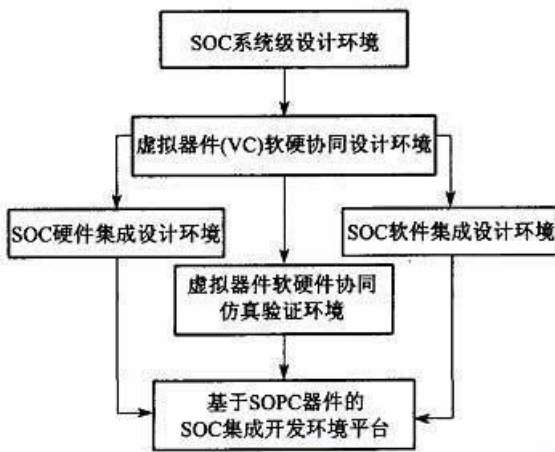 SOC系统级设计环境
虚拟器件(VC)软硬协同设计环境
SOC硬件集成设计环境
SOC软件集成设计环境
虚拟器件软硬件协同
仿真验证环境
基于SOPC器件的
SOC集成开发环境平台